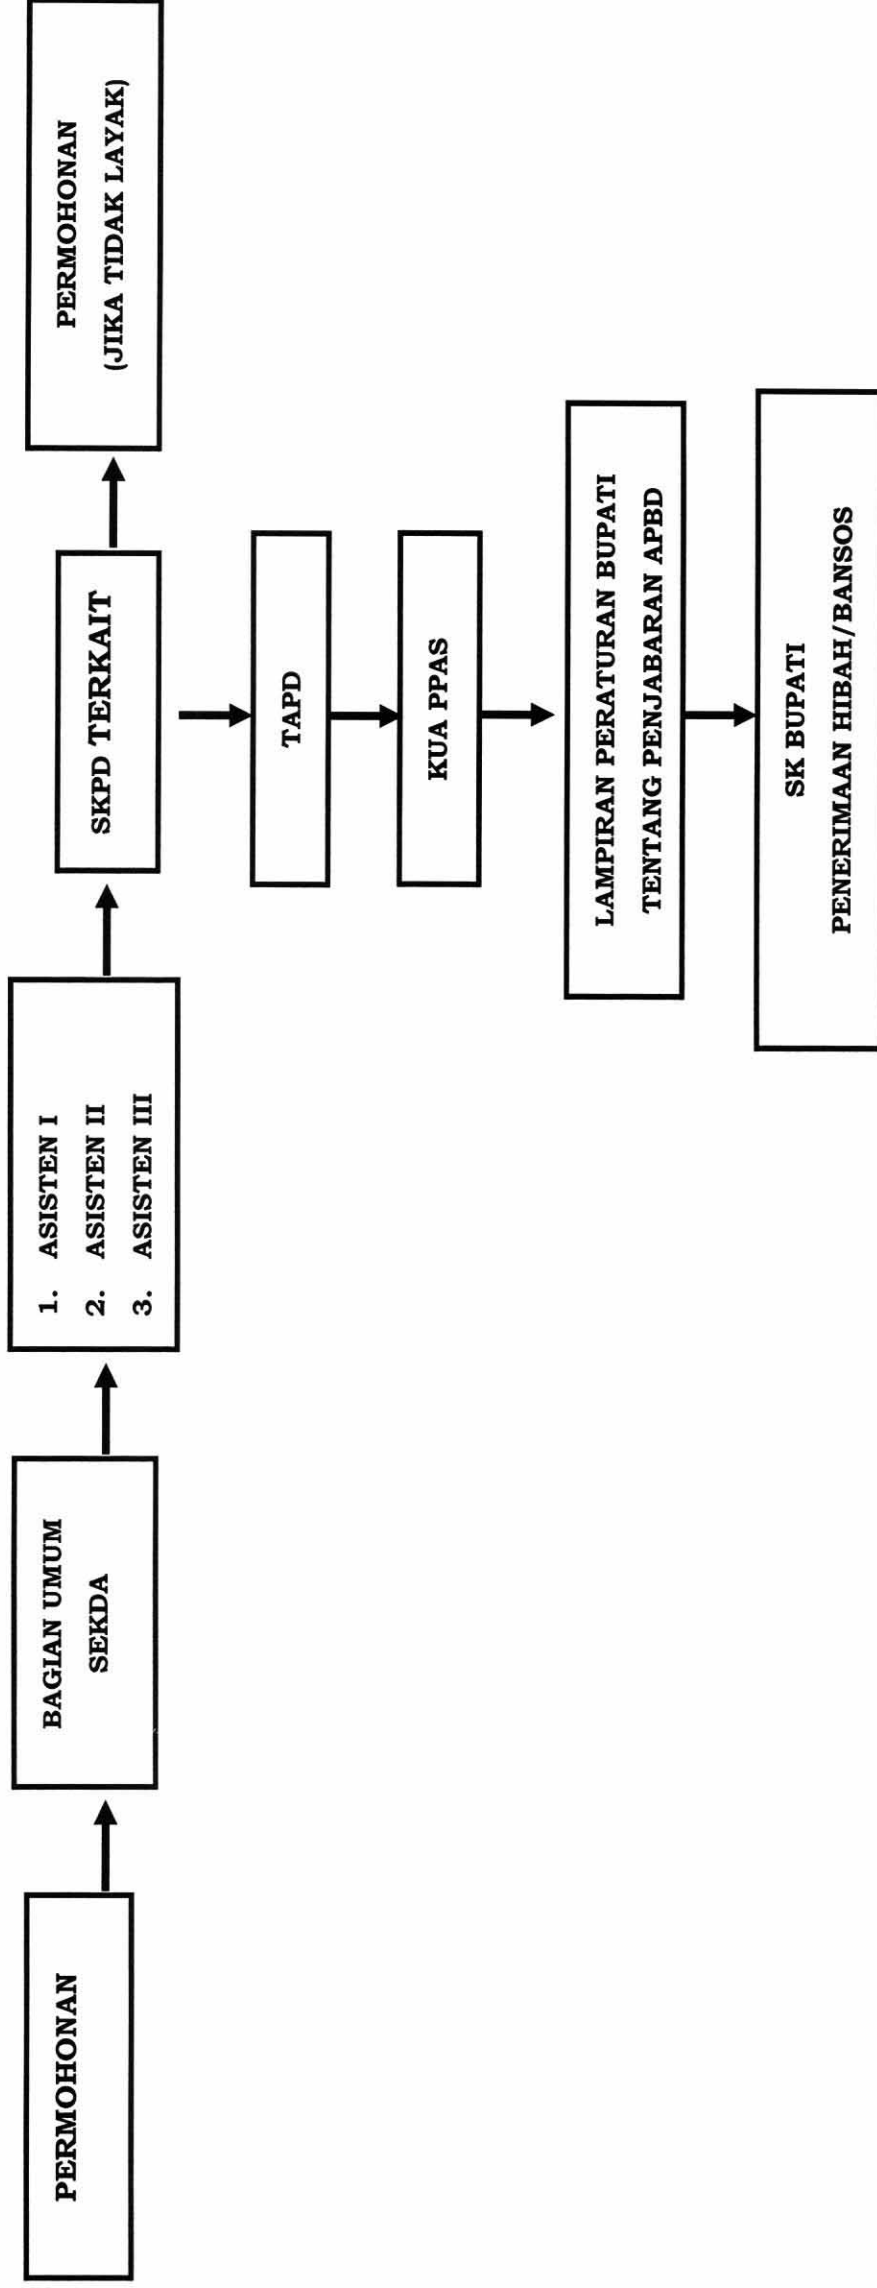 PERMOHONAN
BAGIAN UMUM
SEKDA
1. ASISTEN I
2. ASISTEN II
3. ASISTEN III
SKPD TERKAIT
PERMOHONAN
(JIKA TIDAK LAYAK)
TAPD
KUA PPAS
LAMPIRAN PERATURAN BUPATI
TENTANG PENJABARAN APBD
SK BUPATI
PENERIMAAN HIBAH/BANSOS